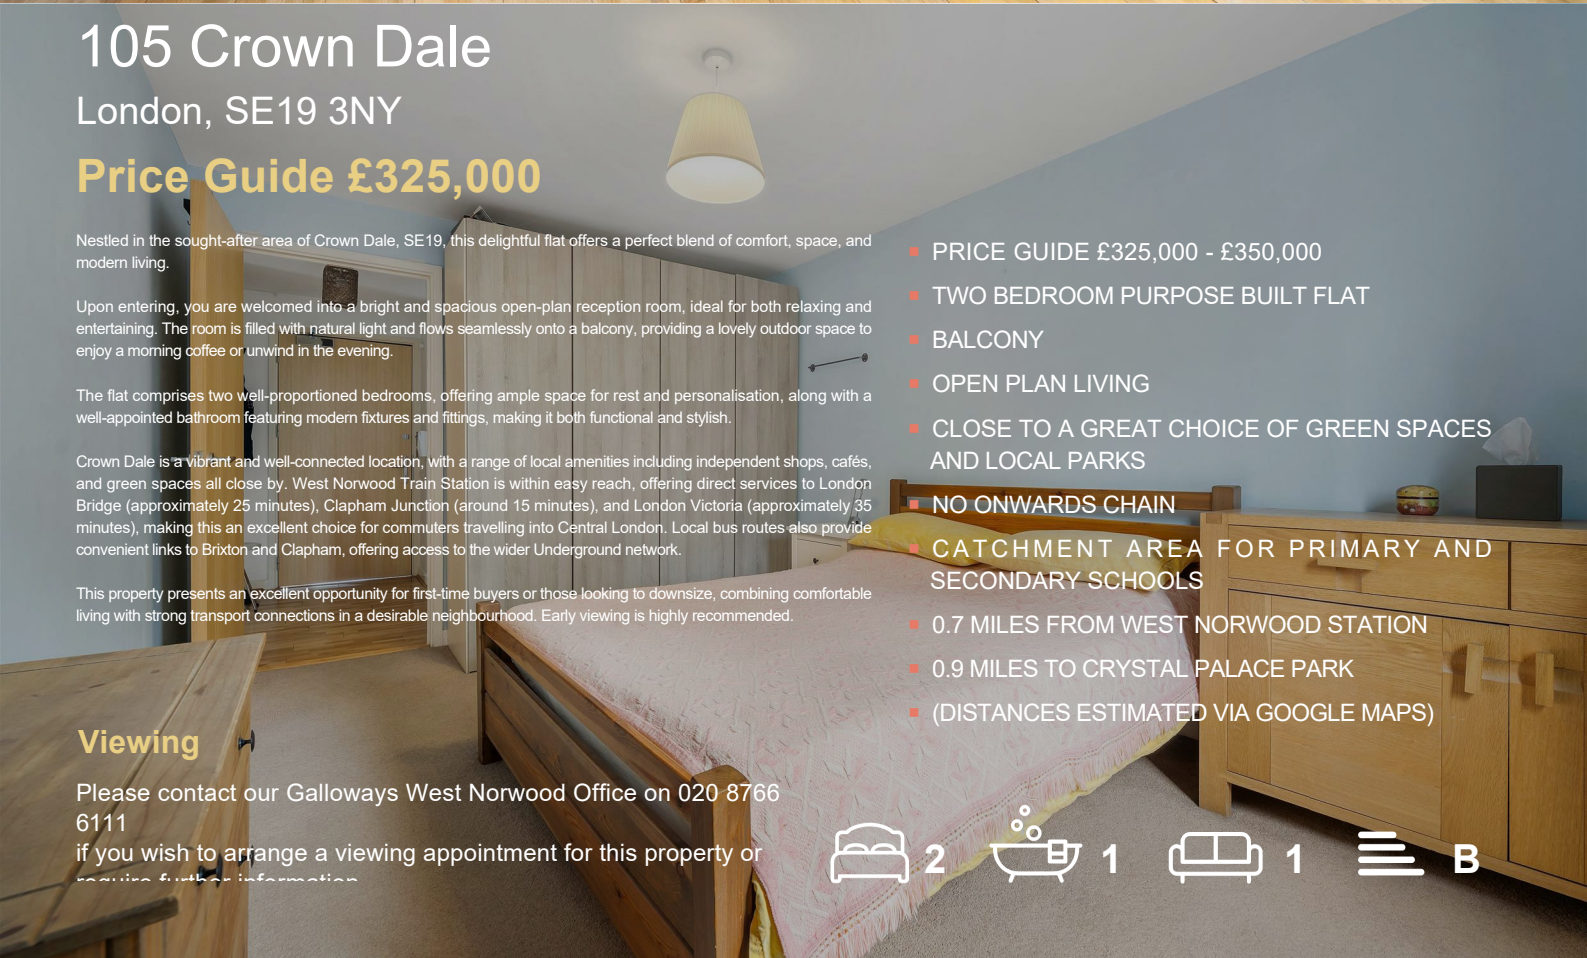 105 Crown Dale
London, SE19 3NY
Price Guide £325,000
Nestled in the sought-after area of Crown Dale, SE19, this delightful flat offers a perfect blend of comfort, space, and
modern living.
Upon entering, you are welcomed into a bright and spacious open-plan reception room, ideal for both relaxing and
entertaining. The room is filled with natural light and flows seamlessly onto a balcony, providing a lovely outdoor space to
enjoy a morning coffee or unwind in the evening.
The flat comprises two well-proportioned bedrooms, offering ample space for rest and personalisation, along with a
well-appointed bathroom featuring modern fixtures and fittings, making it both functional and stylish.
Crown Dale is a vibrant and well-connected location, with a range of local amenities including independent shops, cafés,
and green spaces all close by. West Norwood Train Station is within easy reach, offering direct services to London
Bridge (approximately 25 minutes), Clapham Junction (around 15 minutes), and London Victoria (approximately 35
minutes), making this an excellent choice for commuters travelling into Central London. Local bus routes also provide
convenient links to Brixton and Clapham, offering access to the wider Underground network.
This property presents an excellent opportunity for first-time buyers or those looking to downsize, combining comfortable
living with strong transport connections in a desirable neighbourhood. Early viewing is highly recommended.
PRICE GUIDE £325,000 - £350,000
TWO BEDROOM PURPOSE BUILT FLAT
BALCONY
OPEN PLAN LIVING
CLOSE TO A GREAT CHOICE OF GREEN SPACES
AND LOCAL PARKS
NO ONWARDS CHAIN
CATCHMENT AREA FOR PRIMARY AND
SECONDARY SCHOOLS
0.7 MILES FROM WEST NORWOOD STATION
0.9 MILES TO CRYSTAL PALACE PARK
(DISTANCES ESTIMATED VIA GOOGLE MAPS)
Viewing
Please contact our Galloways West Norwood Office on 020 8766
6111
if you wish to arrange a viewing appointment for this property or
require further information
2 1 1 B